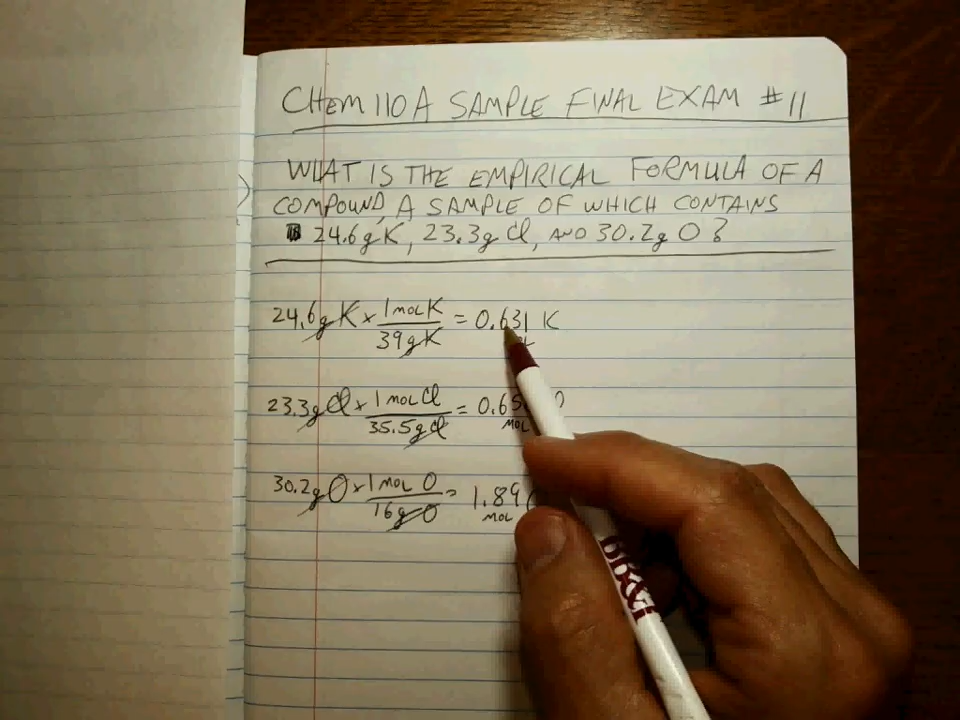 CHEM 110A SAMPLE FINAL EXAM #11
WHAT IS THE EMPIRICAL FORMULA OF A
COMPOUND, A SAMPLE OF WHICH CONTAINS
24.6g K, 23.3g Cl, AND 30.2g O?
24.6g K x 1 MOL K / 39g K = 0.631 K
23.3g Cl x 1 MOL Cl / 35.5g Cl = 0.65
MOL
30.2g O x 1 MOL O / 16g O = 1.89
MOL